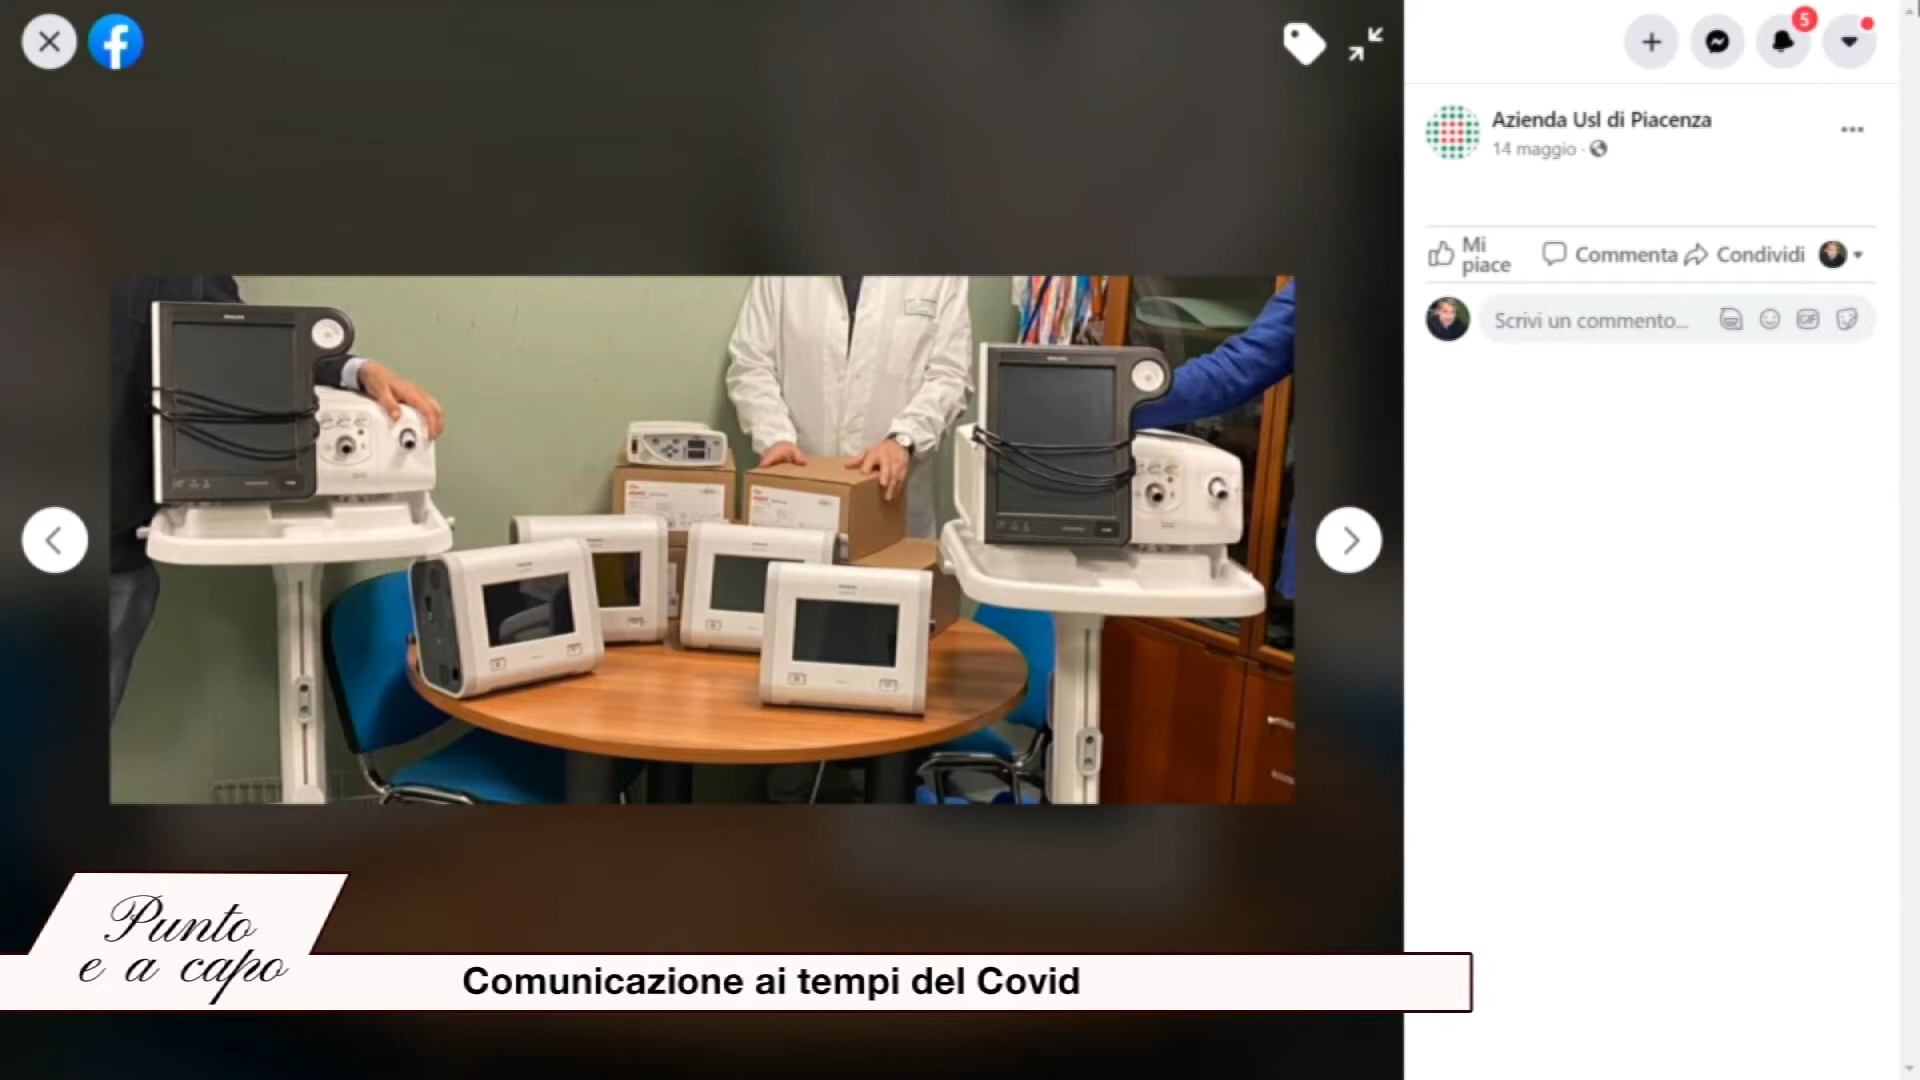 5
Azienda Usl di Piacenza
14 maggio
Mi
piace
Commenta
Condividi
Scrivi un commento...
GIF
Punto
e a capo
Comunicazione ai tempi del Covid